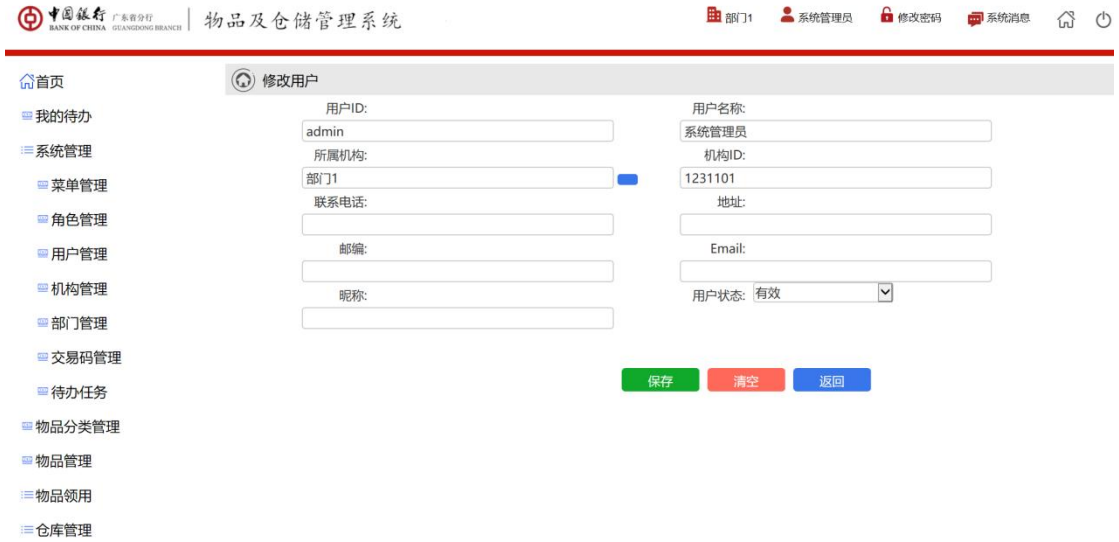 中国银行 广东省分行 物品及仓储管理系统 部门1 系统管理员 修改密码 系统消息
BANK OF CHINA GUANGDONG BRANCH
首页
我的待办
系统管理
菜单管理
角色管理
用户管理
机构管理
部门管理
交易码管理
待办任务
物品分类管理
物品管理
物品领用
仓库管理
修改用户
用户ID: 用户名称:
admin 系统管理员
所属机构: 机构ID:
部门1 1231101
联系电话: 地址:
邮编: Email:
昵称: 用户状态: 有效
保存 清空 返回